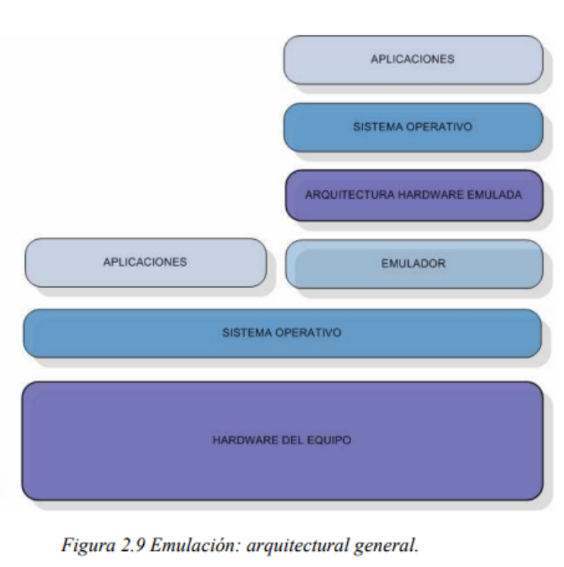 APLICACIONES
SISTEMA OPERATIVO
ARQUITECTURA HARDWARE EMULADA
APLICACIONES
EMULADOR
SISTEMA OPERATIVO
HARDWARE DEL EQUIPO
Figura 2.9 Emulación: arquitectural general.